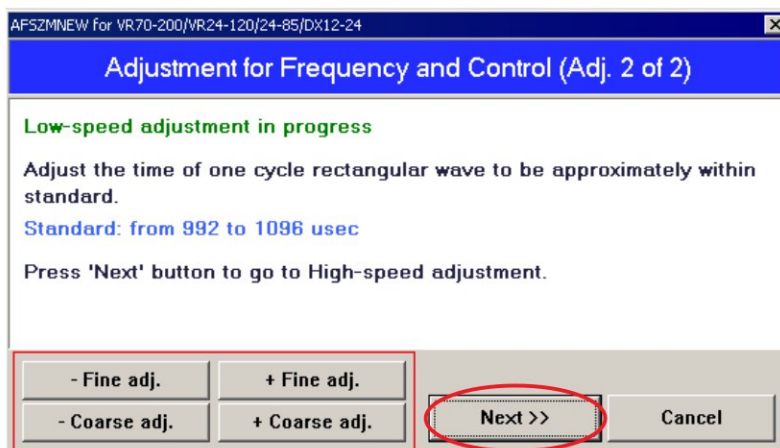 AFSZMNEW for VR70-200/VR24-120/24-85/DX12-24
Adjustment for Frequency and Control (Adj. 2 of 2)
Low-speed adjustment in progress
Adjust the time of one cycle rectangular wave to be approximately within
standard.
Standard: from 992 to 1096 usec
Press 'Next' button to go to High-speed adjustment.
- Fine adj.
+ Fine adj.
- Coarse adj.
+ Coarse adj.
Next >>
Cancel